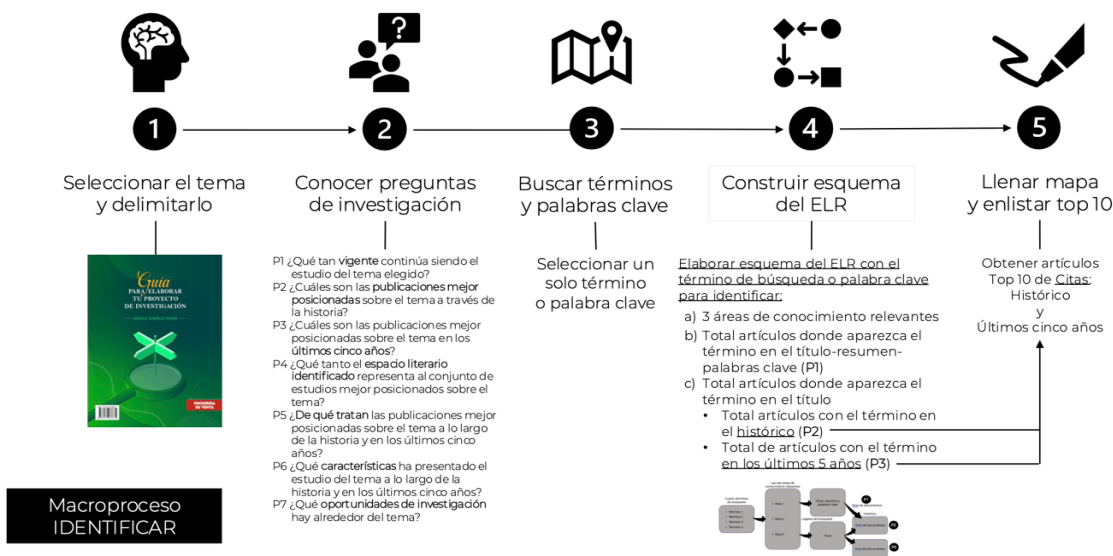 ?
1
2
3
4
5
Seleccionar el tema
y delimitarlo
Guía
PARA ELABORAR
TU PROYECTO
DE INVESTIGACIÓN
PROHIBIDA
SU VENTA
Conocer preguntas
de investigación
P1 ¿Qué tan vigente continúa siendo el
estudio del tema elegido?
P2 ¿Cuáles son las publicaciones mejor
posicionadas sobre el tema a través de
la historia?
P3 ¿Cuáles son las publicaciones mejor
posicionadas sobre el tema en los
últimos cinco años?
P4 ¿Qué tanto el espacio literario
identificado representa al conjunto de
estudios mejor posicionados sobre el
tema?
P5 ¿De qué tratan las publicaciones mejor
posicionadas sobre el tema a lo largo
de la historia y en los últimos cinco
años?
P6 ¿Qué características ha presentado el
estudio del tema a lo largo de la
historia y en los últimos cinco años?
P7 ¿Qué oportunidades de investigación
hay alrededor del tema?
Buscar términos
y palabras clave
Seleccionar un
solo término
o palabra clave
Construir esquema
del ELR
Elaborar esquema del ELR con el
término de búsqueda o palabra clave
para identificar:
a) 3 áreas de conocimiento relevantes
b) Total artículos donde aparezca el
término en el título-resumen-
palabras clave (P1)
c) Total artículos donde aparezca el
término en el título
• Total artículos con el término en
el histórico (P2)
• Total de artículos con el término
en los últimos 5 años (P3)
Llenar mapa
y enlistar top 10
Obtener artículos
Top 10 de Citas:
Histórico
y
Últimos cinco años
Macroproceso
IDENTIFICAR